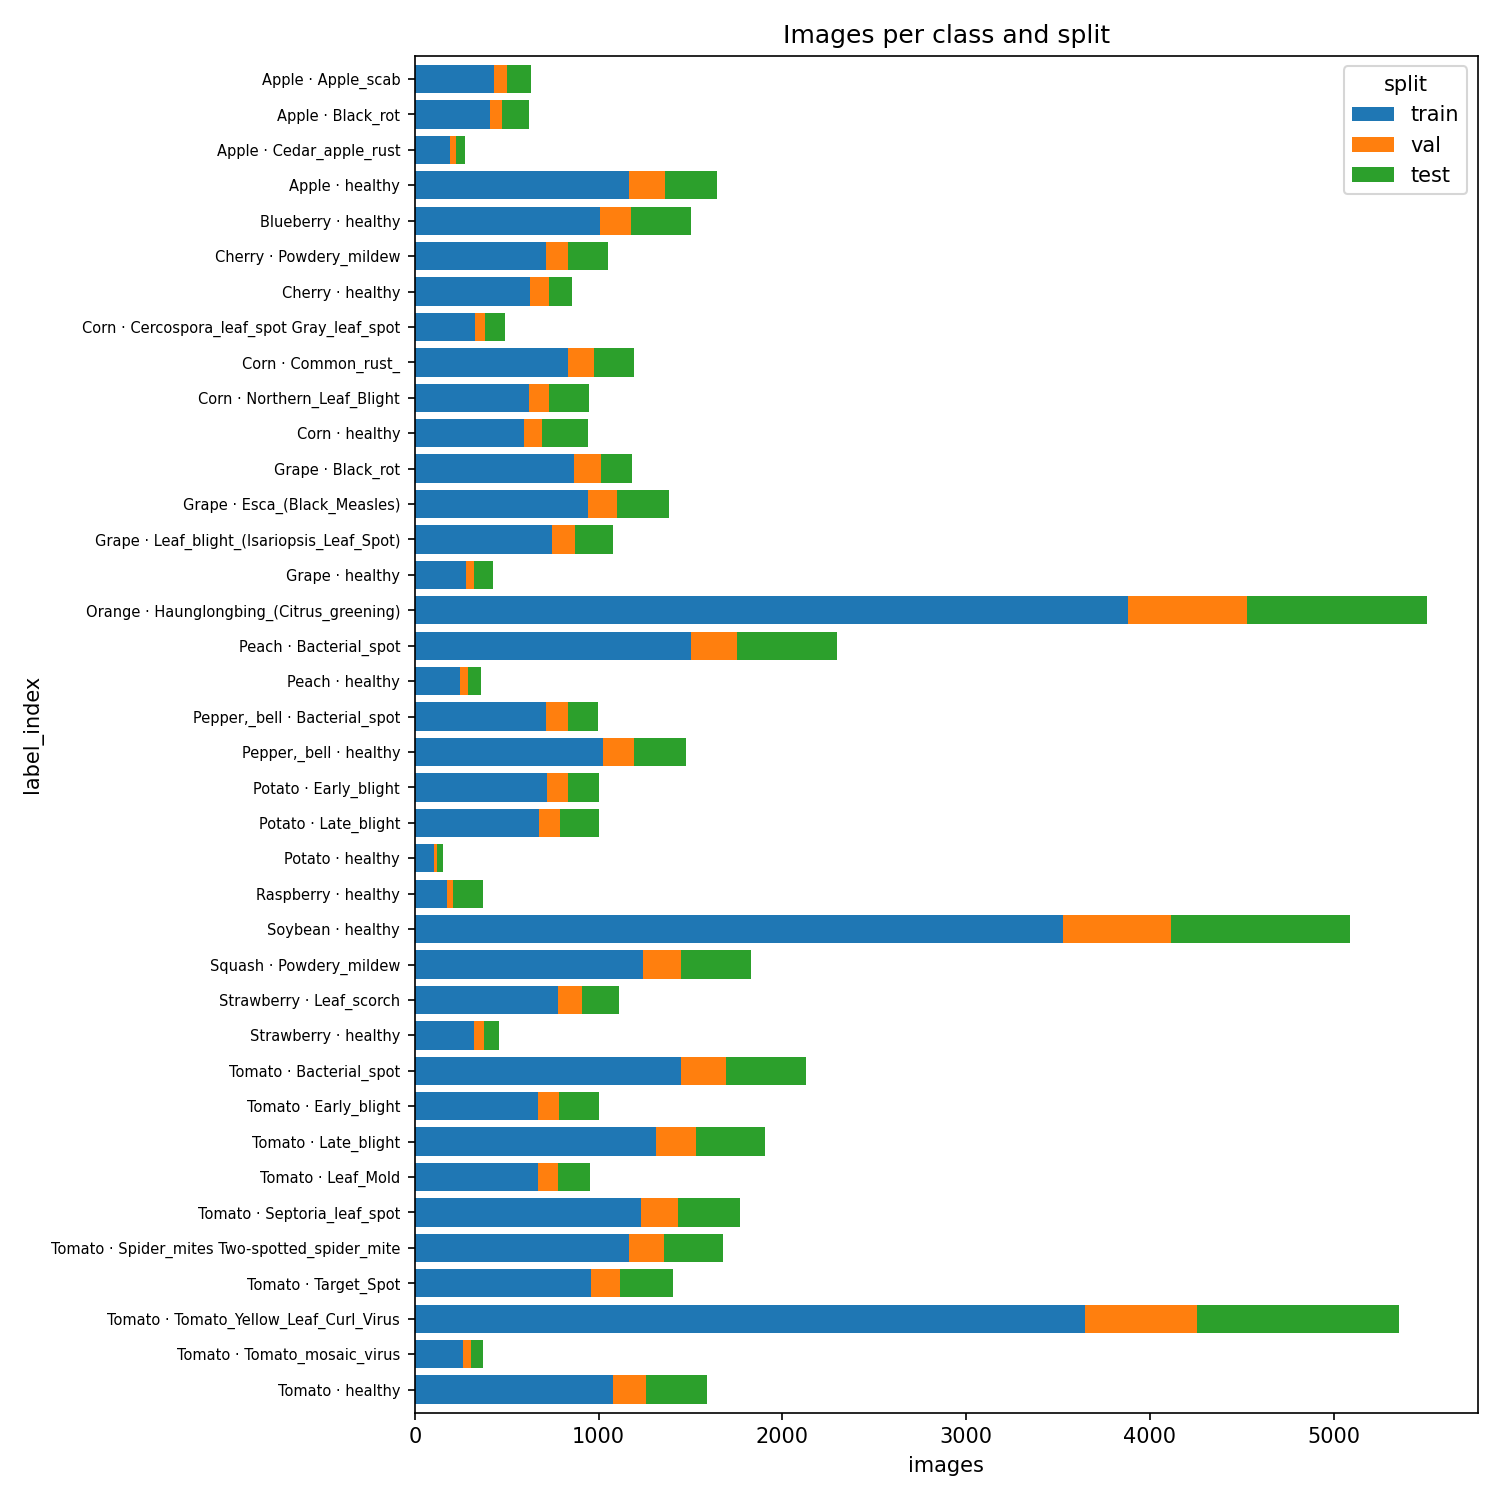 Images per class and split
split
train
val
test
Apple · Apple_scab
Apple · Black_rot
Apple · Cedar_apple_rust
Apple · healthy
Blueberry · healthy
Cherry · Powdery_mildew
Cherry · healthy
Corn · Cercospora_leaf_spot Gray_leaf_spot
Corn · Common_rust_
Corn · Northern_Leaf_Blight
Corn · healthy
Grape · Black_rot
Grape · Esca_(Black_Measles)
Grape · Leaf_blight_(Isariopsis_Leaf_Spot)
Grape · healthy
Orange · Haunglongbing_(Citrus_greening)
Peach · Bacterial_spot
Peach · healthy
Pepper,_bell · Bacterial_spot
Pepper,_bell · healthy
Potato · Early_blight
Potato · Late_blight
Potato · healthy
Raspberry · healthy
Soybean · healthy
Squash · Powdery_mildew
Strawberry · Leaf_scorch
Strawberry · healthy
Tomato · Bacterial_spot
Tomato · Early_blight
Tomato · Late_blight
Tomato · Leaf_Mold
Tomato · Septoria_leaf_spot
Tomato · Spider_mites Two-spotted_spider_mite
Tomato · Target_Spot
Tomato · Tomato_Yellow_Leaf_Curl_Virus
Tomato · Tomato_mosaic_virus
Tomato · healthy
label_index
0 1000 2000 3000 4000 5000
images